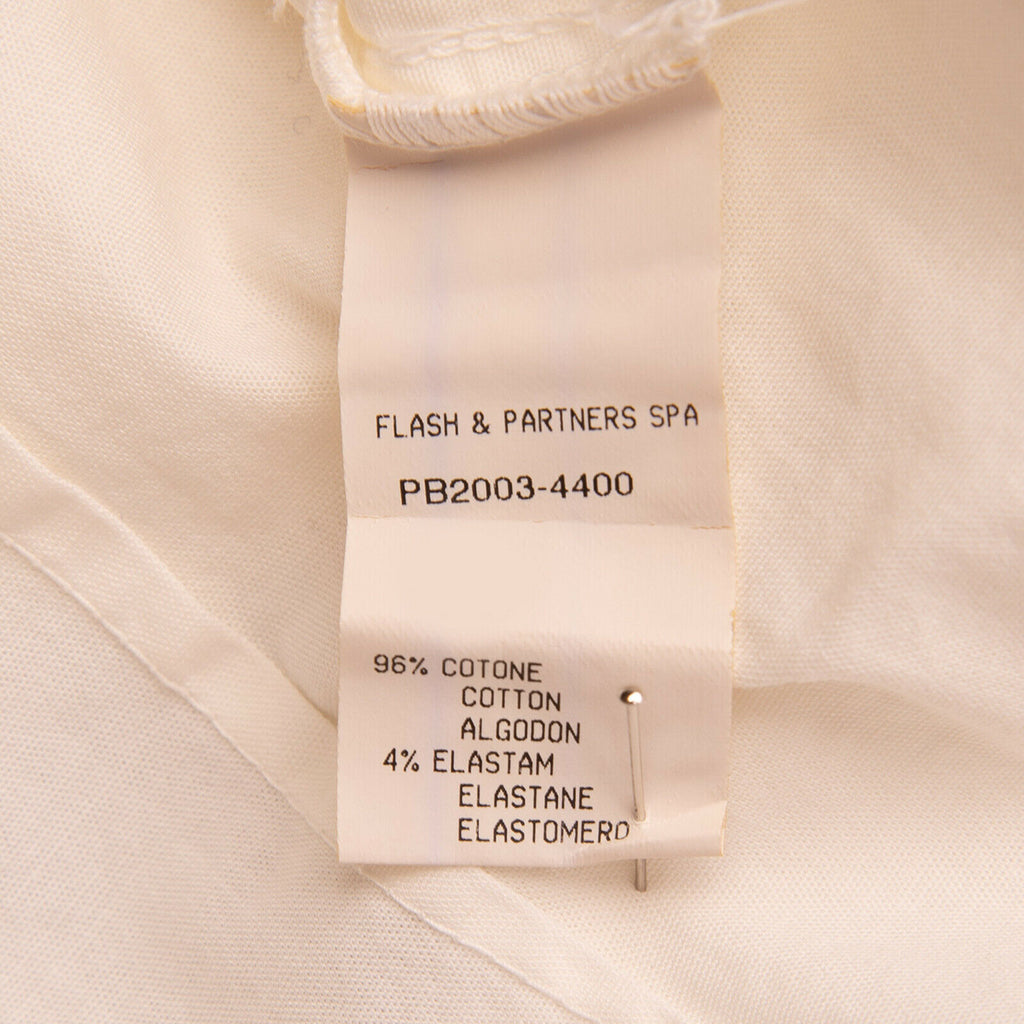 FLASH & PARTNERS SPA
PB2003-4400
96% COTONE
COTTON
ALGODON
4% ELASTAM
ELASTANE
ELASTOMERO